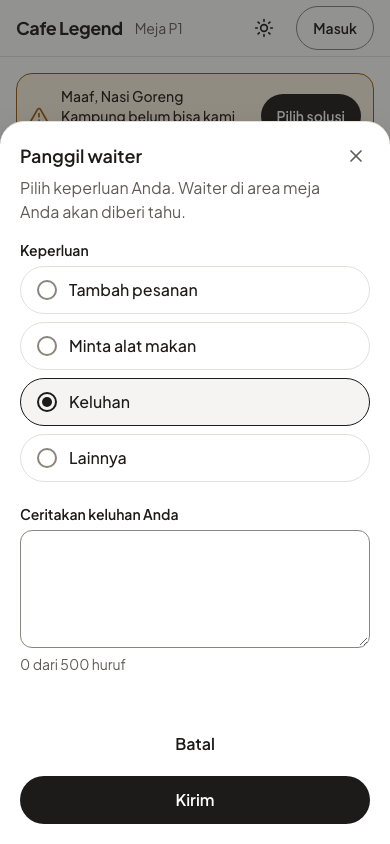 Cafe Legend
Meja P1
Masuk
Maaf, Nasi Goreng
Kampung belum bisa kami
Pilih solusi
Panggil waiter
Pilih keperluan Anda. Waiter di area meja
Anda akan diberi tahu.
Keperluan
Tambah pesanan
Minta alat makan
Keluhan
Lainnya
Ceritakan keluhan Anda
0 dari 500 huruf
Batal
Kirim